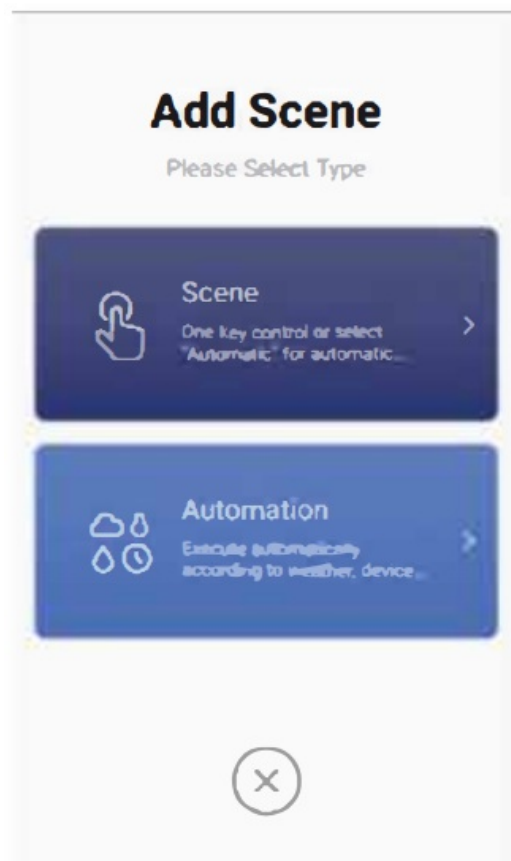 Add Scene
Please Select Type
Scene
One key control or select
"Automatic" for automatic...
Automation
Execute automatically
according to weather, device...